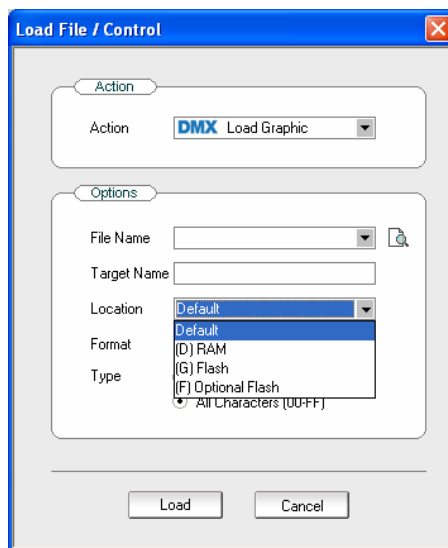 Load File / Control
Action
Action DMX Load Graphic
Options
File Name
Target Name
Location Default
Default
Format (D) RAM
(G) Flash
Type (F) Optional Flash
All Characters (00-FF)
Load Cancel